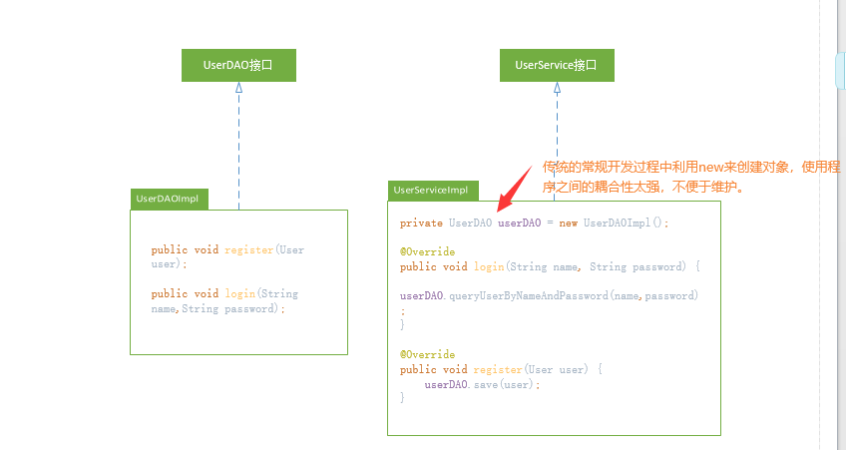 UserDAO接口
UserService接口
传统的常规开发过程中利用new来创建对象，使用程
序之间的耦合性太强，不便于维护。
UserDAOImpl
public void register(User
user);
public void login(String
name,String password);
UserServiceImpl
private UserDAO userDAO = new UserDAOImpl();
@Override
public void login(String name, String password) {
userDAO.queryUserByNameAndPassword(name,password)
;
}
@Override
public void register(User user) {
userDAO.save(user);
}